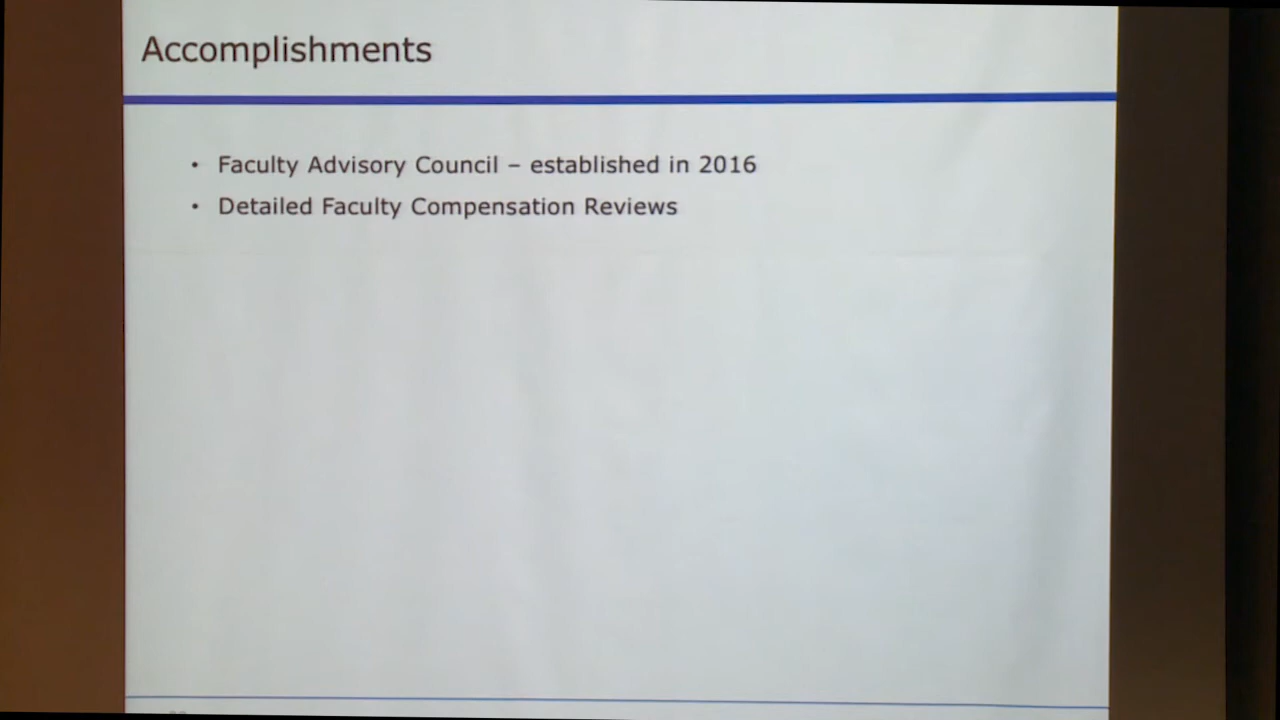 Accomplishments
• Faculty Advisory Council – established in 2016
• Detailed Faculty Compensation Reviews